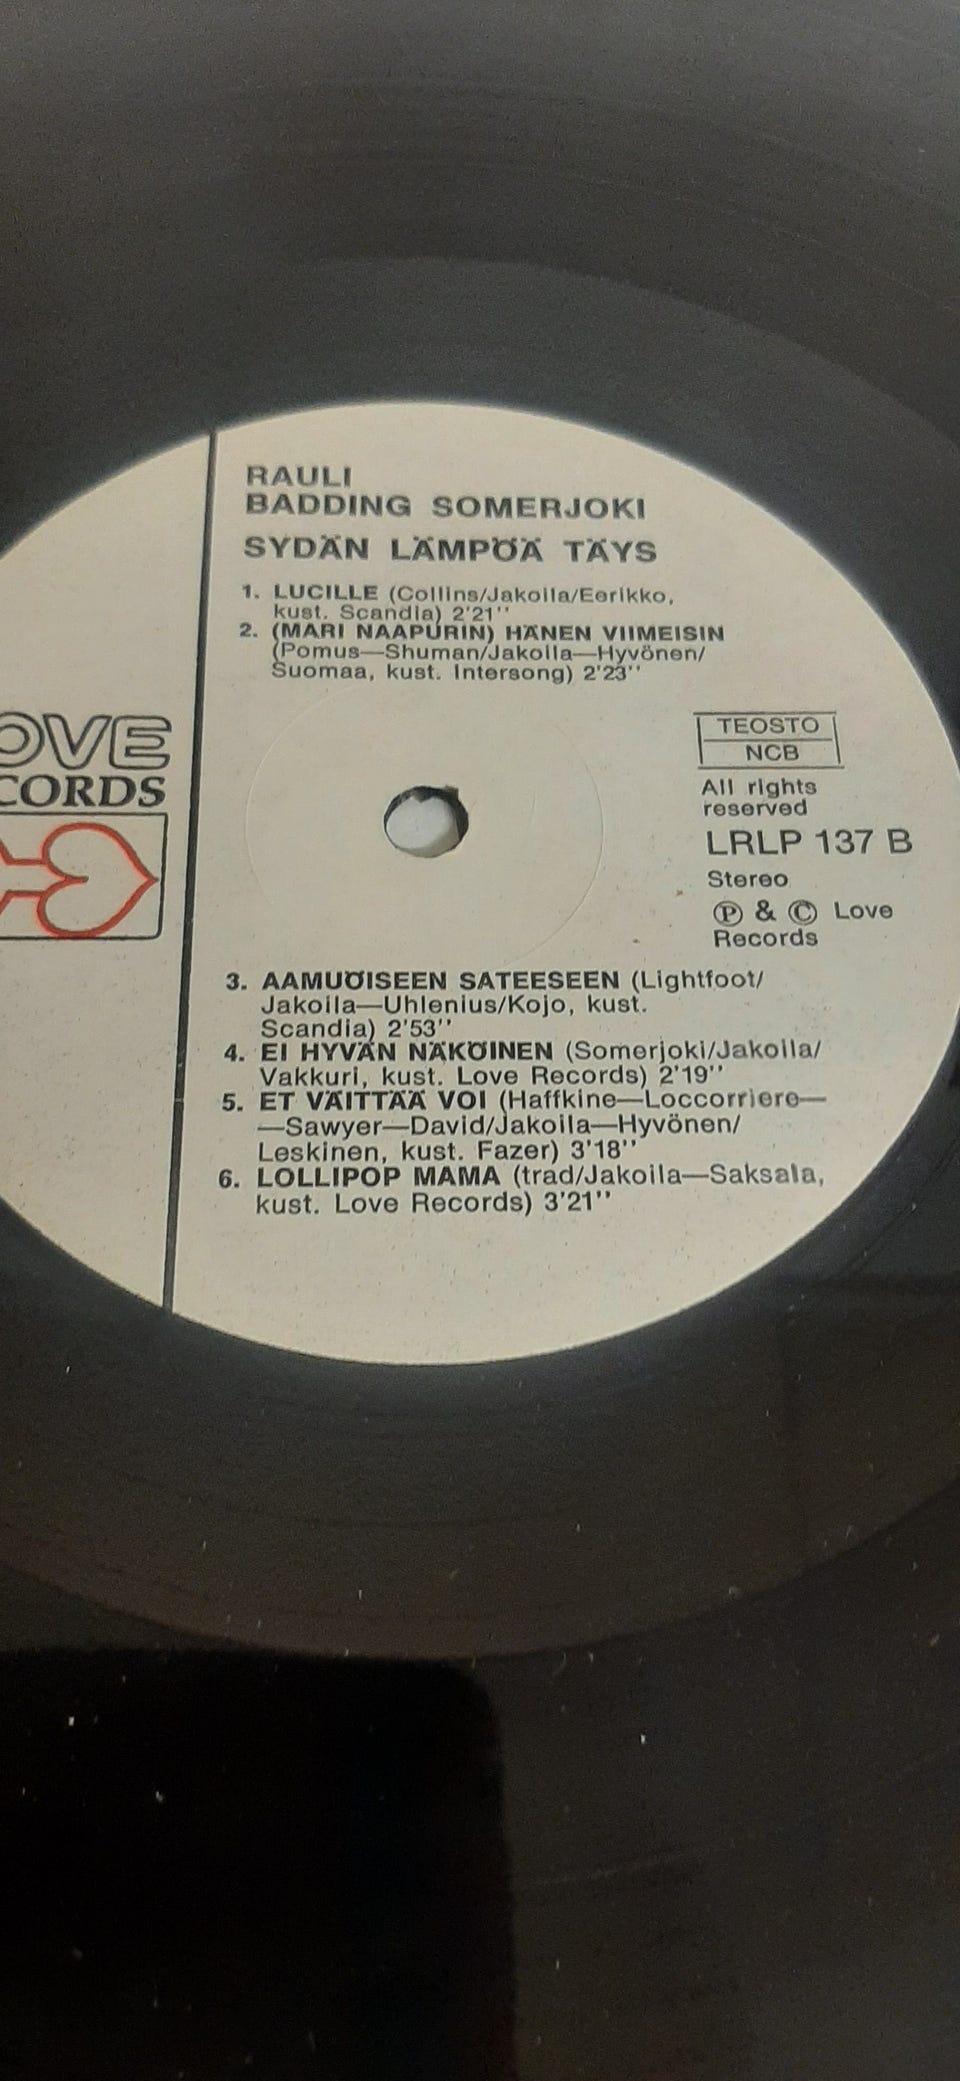 RAULI
BADDING SOMERJOKI
SYDÄN LÄMPÖÄ TÄYS
1. LUCILLE (Collins/Jakoila/Eerikko,
kust. Scandia) 2'21''
2. (MARI NAAPURIN) HÄNEN VIIMEISIN
(Pomus—Shuman/Jakoila—Hyvönen/
Suomaa, kust. Intersong) 2'23''
OVE
CORDS
TEOSTO
NCB
All rights
reserved
LRLP 137 B
Stereo
Ⓟ & © Love
Records
3. AAMUÖISEEN SATEESEEN (Lightfoot/
Jakoila—Uhlenius/Kojo, kust.
Scandia) 2'53''
4. EI HYVÄN NÄKÖINEN (Somerjoki/Jakoila/
Vakkuri, kust. Love Records) 2'19''
5. ET VÄITTÄÄ VOI (Haffkine—Loccorriere—
—Sawyer—David/Jakoila—Hyvönen/
Leskinen, kust. Fazer) 3'18''
6. LOLLIPOP MAMA (trad/Jakoila—Saksala,
kust. Love Records) 3'21''